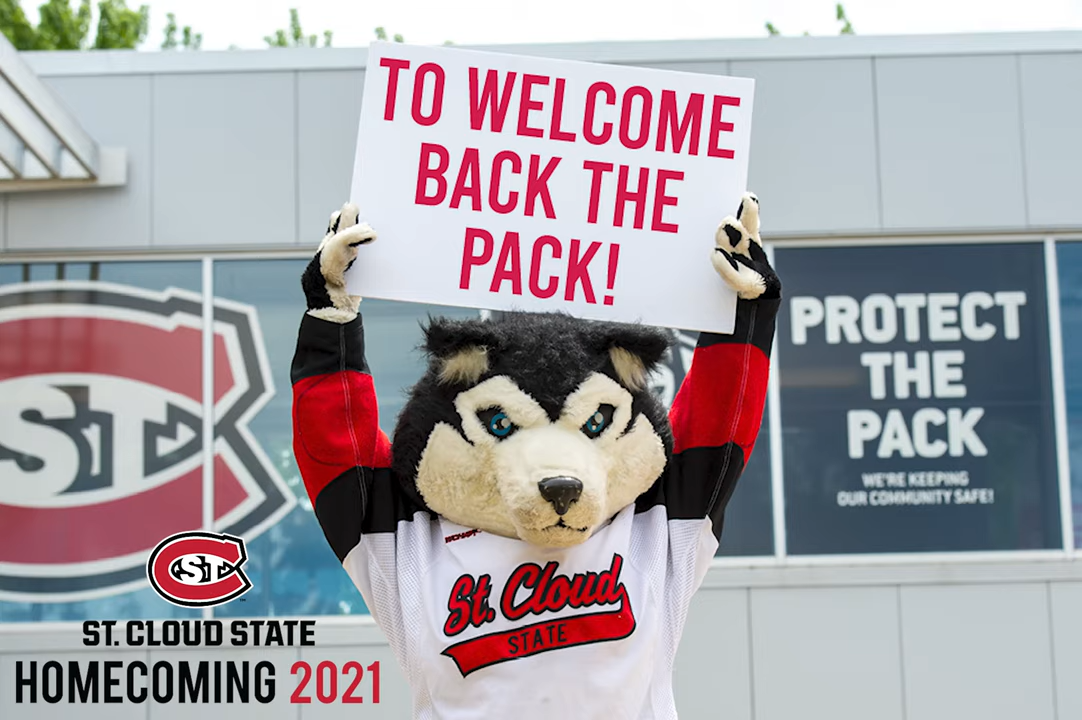 TO WELCOME
BACK THE
PACK!
PROTECT
THE
PACK
WE'RE KEEPING
OUR COMMUNITY SAFE!
ST
St. Cloud
STATE
STC
ST. CLOUD STATE
HOMECOMING 2021